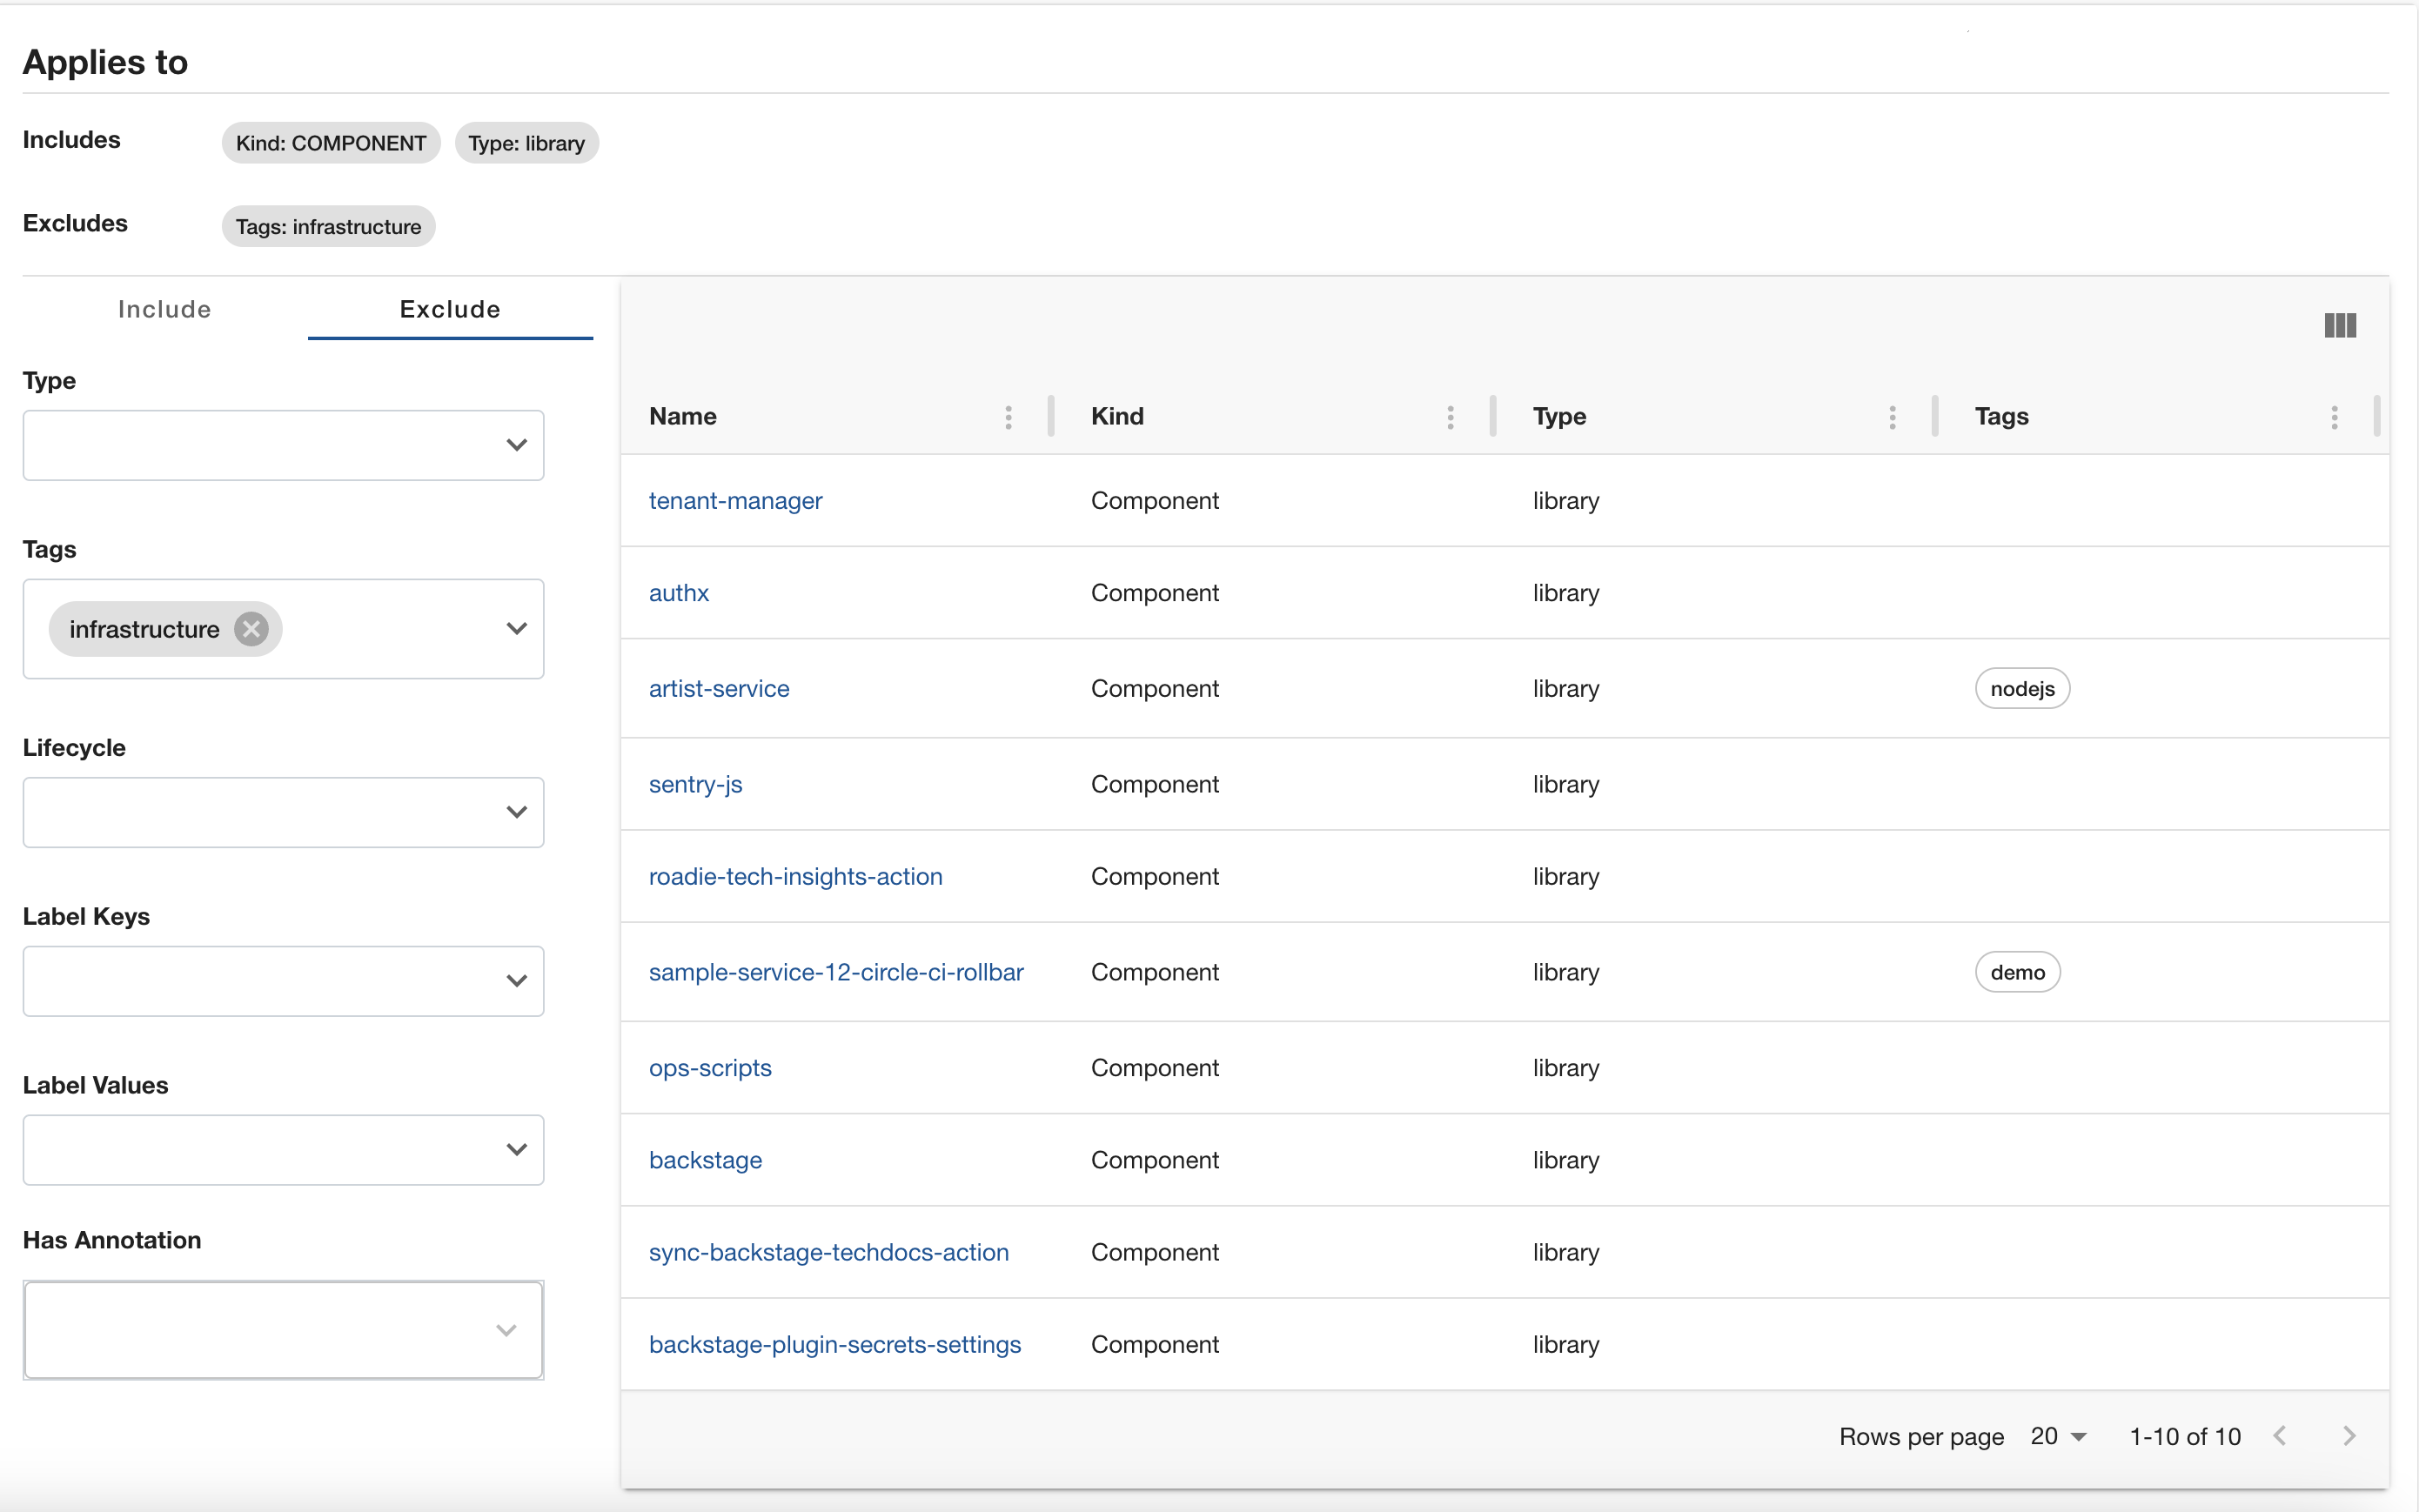 Applies to
Includes Kind: COMPONENT Type: library
Excludes Tags: infrastructure
Include Exclude
Type
Tags
infrastructure
Lifecycle
Label Keys
Label Values
Has Annotation
Name Kind Type Tags
tenant-manager Component library
authx Component library
artist-service Component library nodejs
sentry-js Component library
roadie-tech-insights-action Component library
sample-service-12-circle-ci-rollbar Component library demo
ops-scripts Component library
backstage Component library
sync-backstage-techdocs-action Component library
backstage-plugin-secrets-settings Component library
Rows per page 20 1-10 of 10